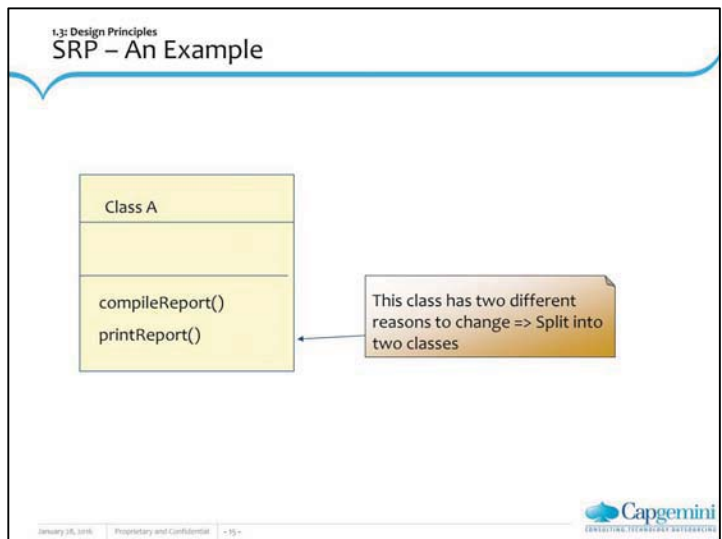 1.3: Design Principles
SRP – An Example
Class A
compileReport()
printReport()
This class has two different
reasons to change => Split into
two classes
January 28, 2016 Proprietary and Confidential - 15 -
Capgemini
CONSULTING.TECHNOLOGY.OUTSOURCING